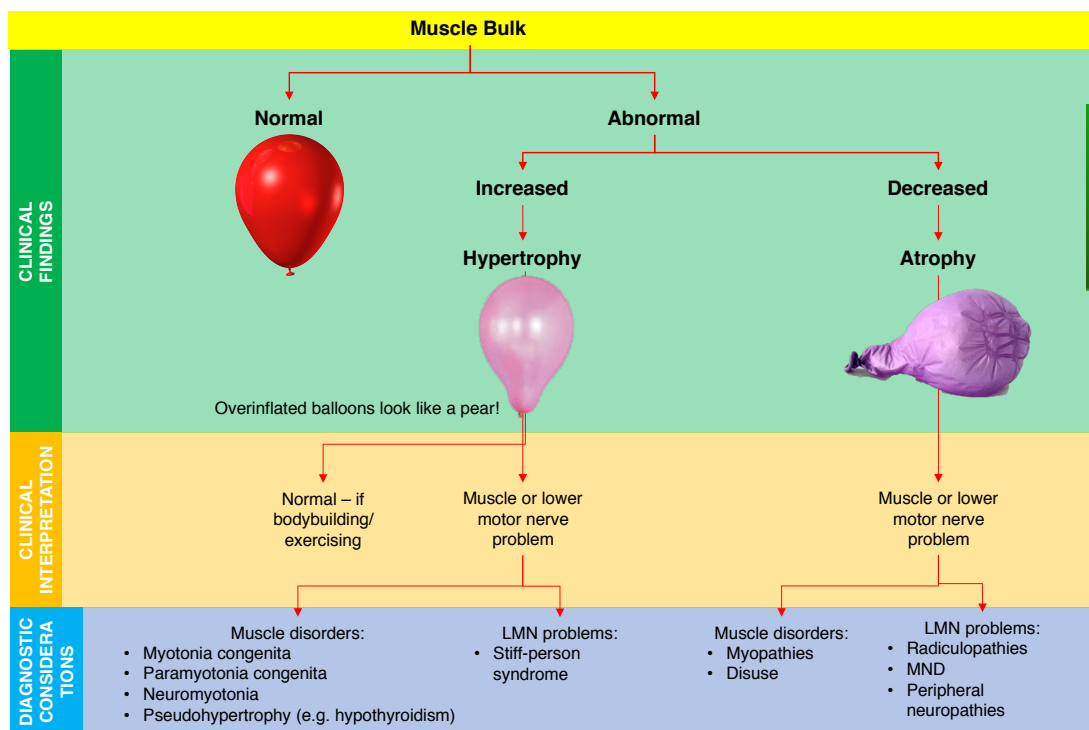 Muscle Bulk
CLINICAL
FINDINGS
Normal
Abnormal
Increased
Decreased
Hypertrophy
Atrophy
Overinflated balloons look like a pear!
CLINICAL
INTERPRETATION
Normal – if
bodybuilding/
exercising
Muscle or lower
motor nerve
problem
Muscle or lower
motor nerve
problem
DIAGNOSTIC
CONSIDERA
TIONS
Muscle disorders:
• Myotonia congenita
• Paramyotonia congenita
• Neuromyotonia
• Pseudohypertrophy (e.g. hypothyroidism)
LMN problems:
• Stiff-person
syndrome
Muscle disorders:
• Myopathies
• Disuse
LMN problems:
• Radiculopathies
• MND
• Peripheral
neuropathies